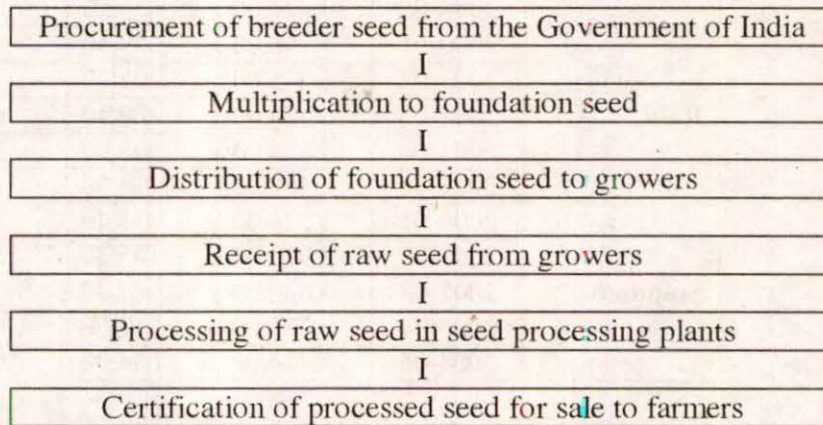 Procurement of breeder seed from the Government of India
I
Multiplication to foundation seed
I
Distribution of foundation seed to growers
I
Receipt of raw seed from growers
I
Processing of raw seed in seed processing plants
I
Certification of processed seed for sale to farmers